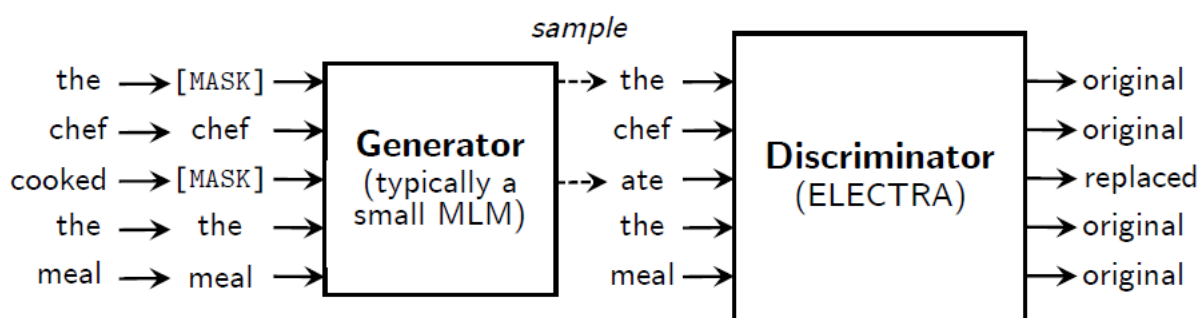 sample
the [MASK] the original
chef chef chef original
Generator
Discriminator
cooked [MASK] (typically a ate (ELECTRA) replaced
small MLM)
the the the original
meal meal meal original